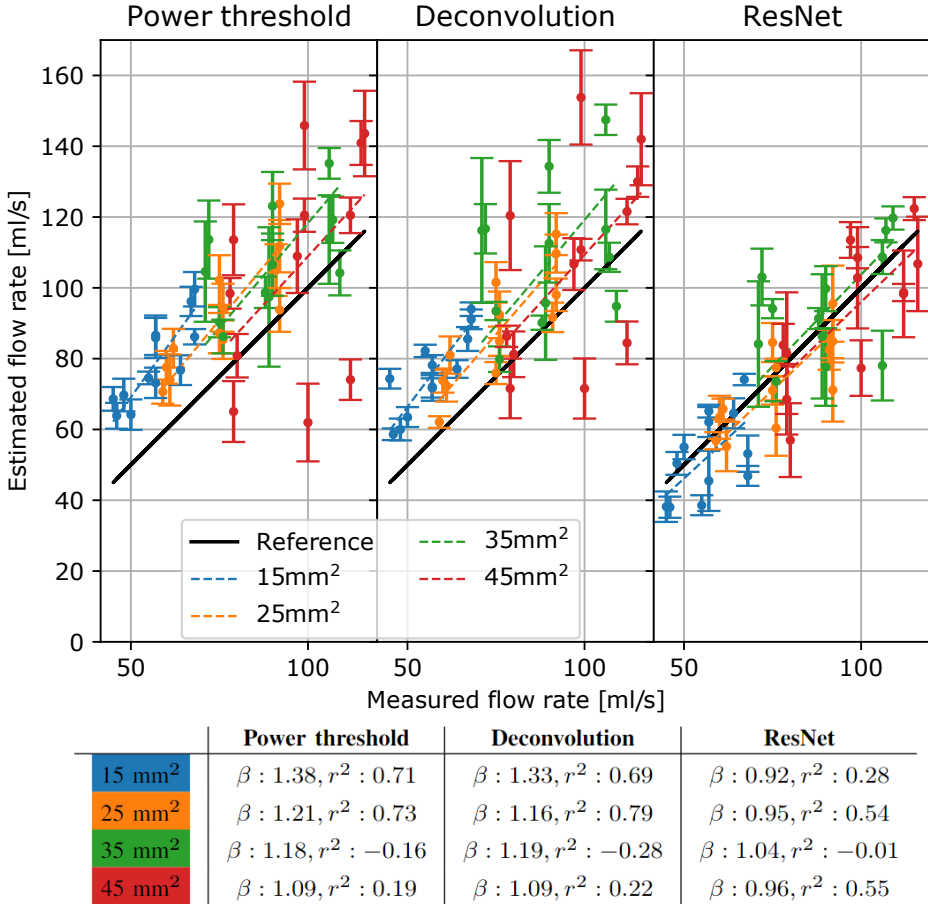 Power threshold Deconvolution ResNet
160
140
120
100
80
60
40
20
0
Estimated flow rate [ml/s]
Reference
15mm²
25mm²
35mm²
45mm²
50 100 50 100 50 100
Measured flow rate [ml/s]
Power threshold Deconvolution ResNet
15 mm² β : 1.38, r² : 0.71 β : 1.33, r² : 0.69 β : 0.92, r² : 0.28
25 mm² β : 1.21, r² : 0.73 β : 1.16, r² : 0.79 β : 0.95, r² : 0.54
35 mm² β : 1.18, r² : −0.16 β : 1.19, r² : −0.28 β : 1.04, r² : −0.01
45 mm² β : 1.09, r² : 0.19 β : 1.09, r² : 0.22 β : 0.96, r² : 0.55